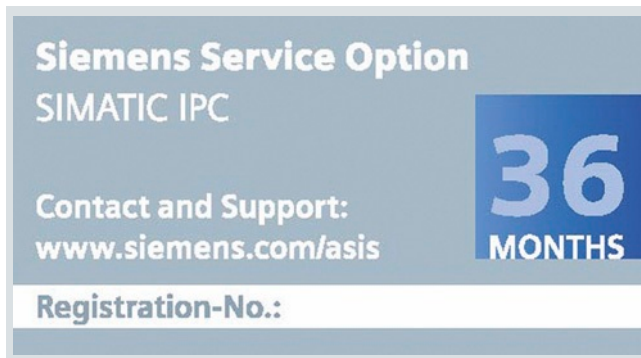 Siemens Service Option
SIMATIC IPC
36
MONTHS
Contact and Support:
www.siemens.com/asis
Registration-No.: